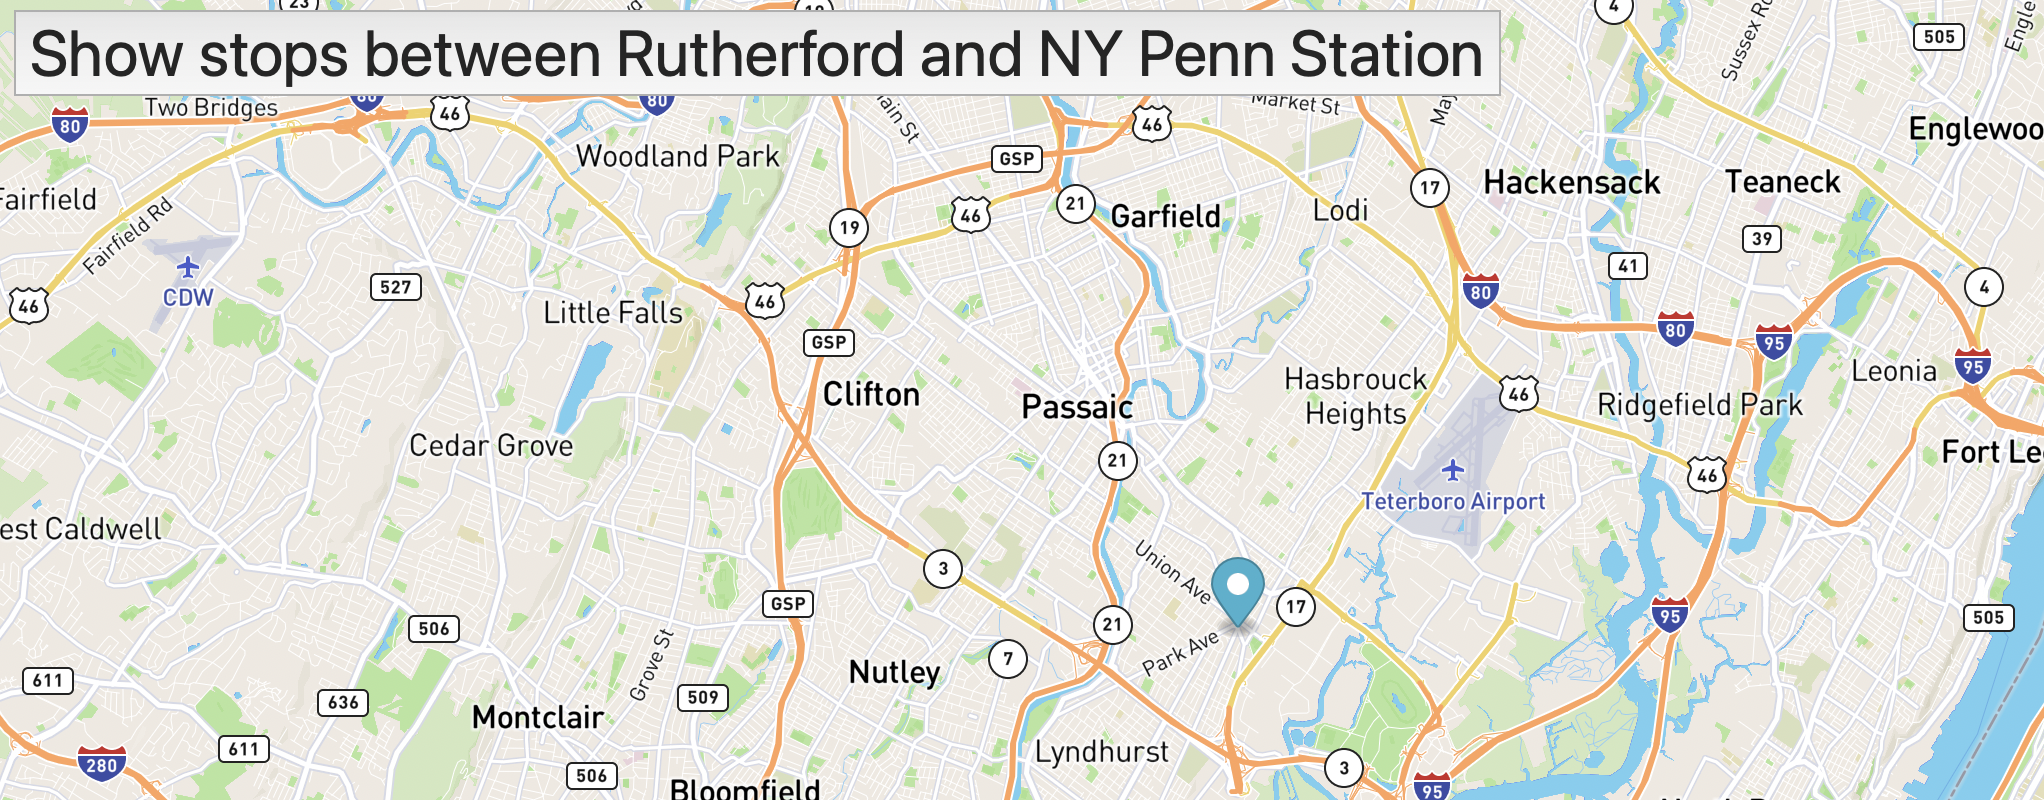 23
Show stops between Rutherford and NY Penn Station
4
505
Two Bridges
80
46
80
Main St
46
Market St
Englewoo
Woodland Park
GSP
17
Hackensack
Teaneck
Fairfield
Fairfield Rd
19
46
21
Garfield
Lodi
39
CDW
527
41
46
Little Falls
46
80
4
GSP
80
95
95
Clifton
Passaic
Hasbrouck
Heights
46
Ridgefield Park
Leonia
Cedar Grove
21
Teterboro Airport
46
Fort Le
est Caldwell
3
Union Ave
GSP
17
95
505
506
21
Park Ave
7
Nutley
Grove St
611
636
509
Montclair
611
280
506
Lyndhurst
3
95
Bloomfield